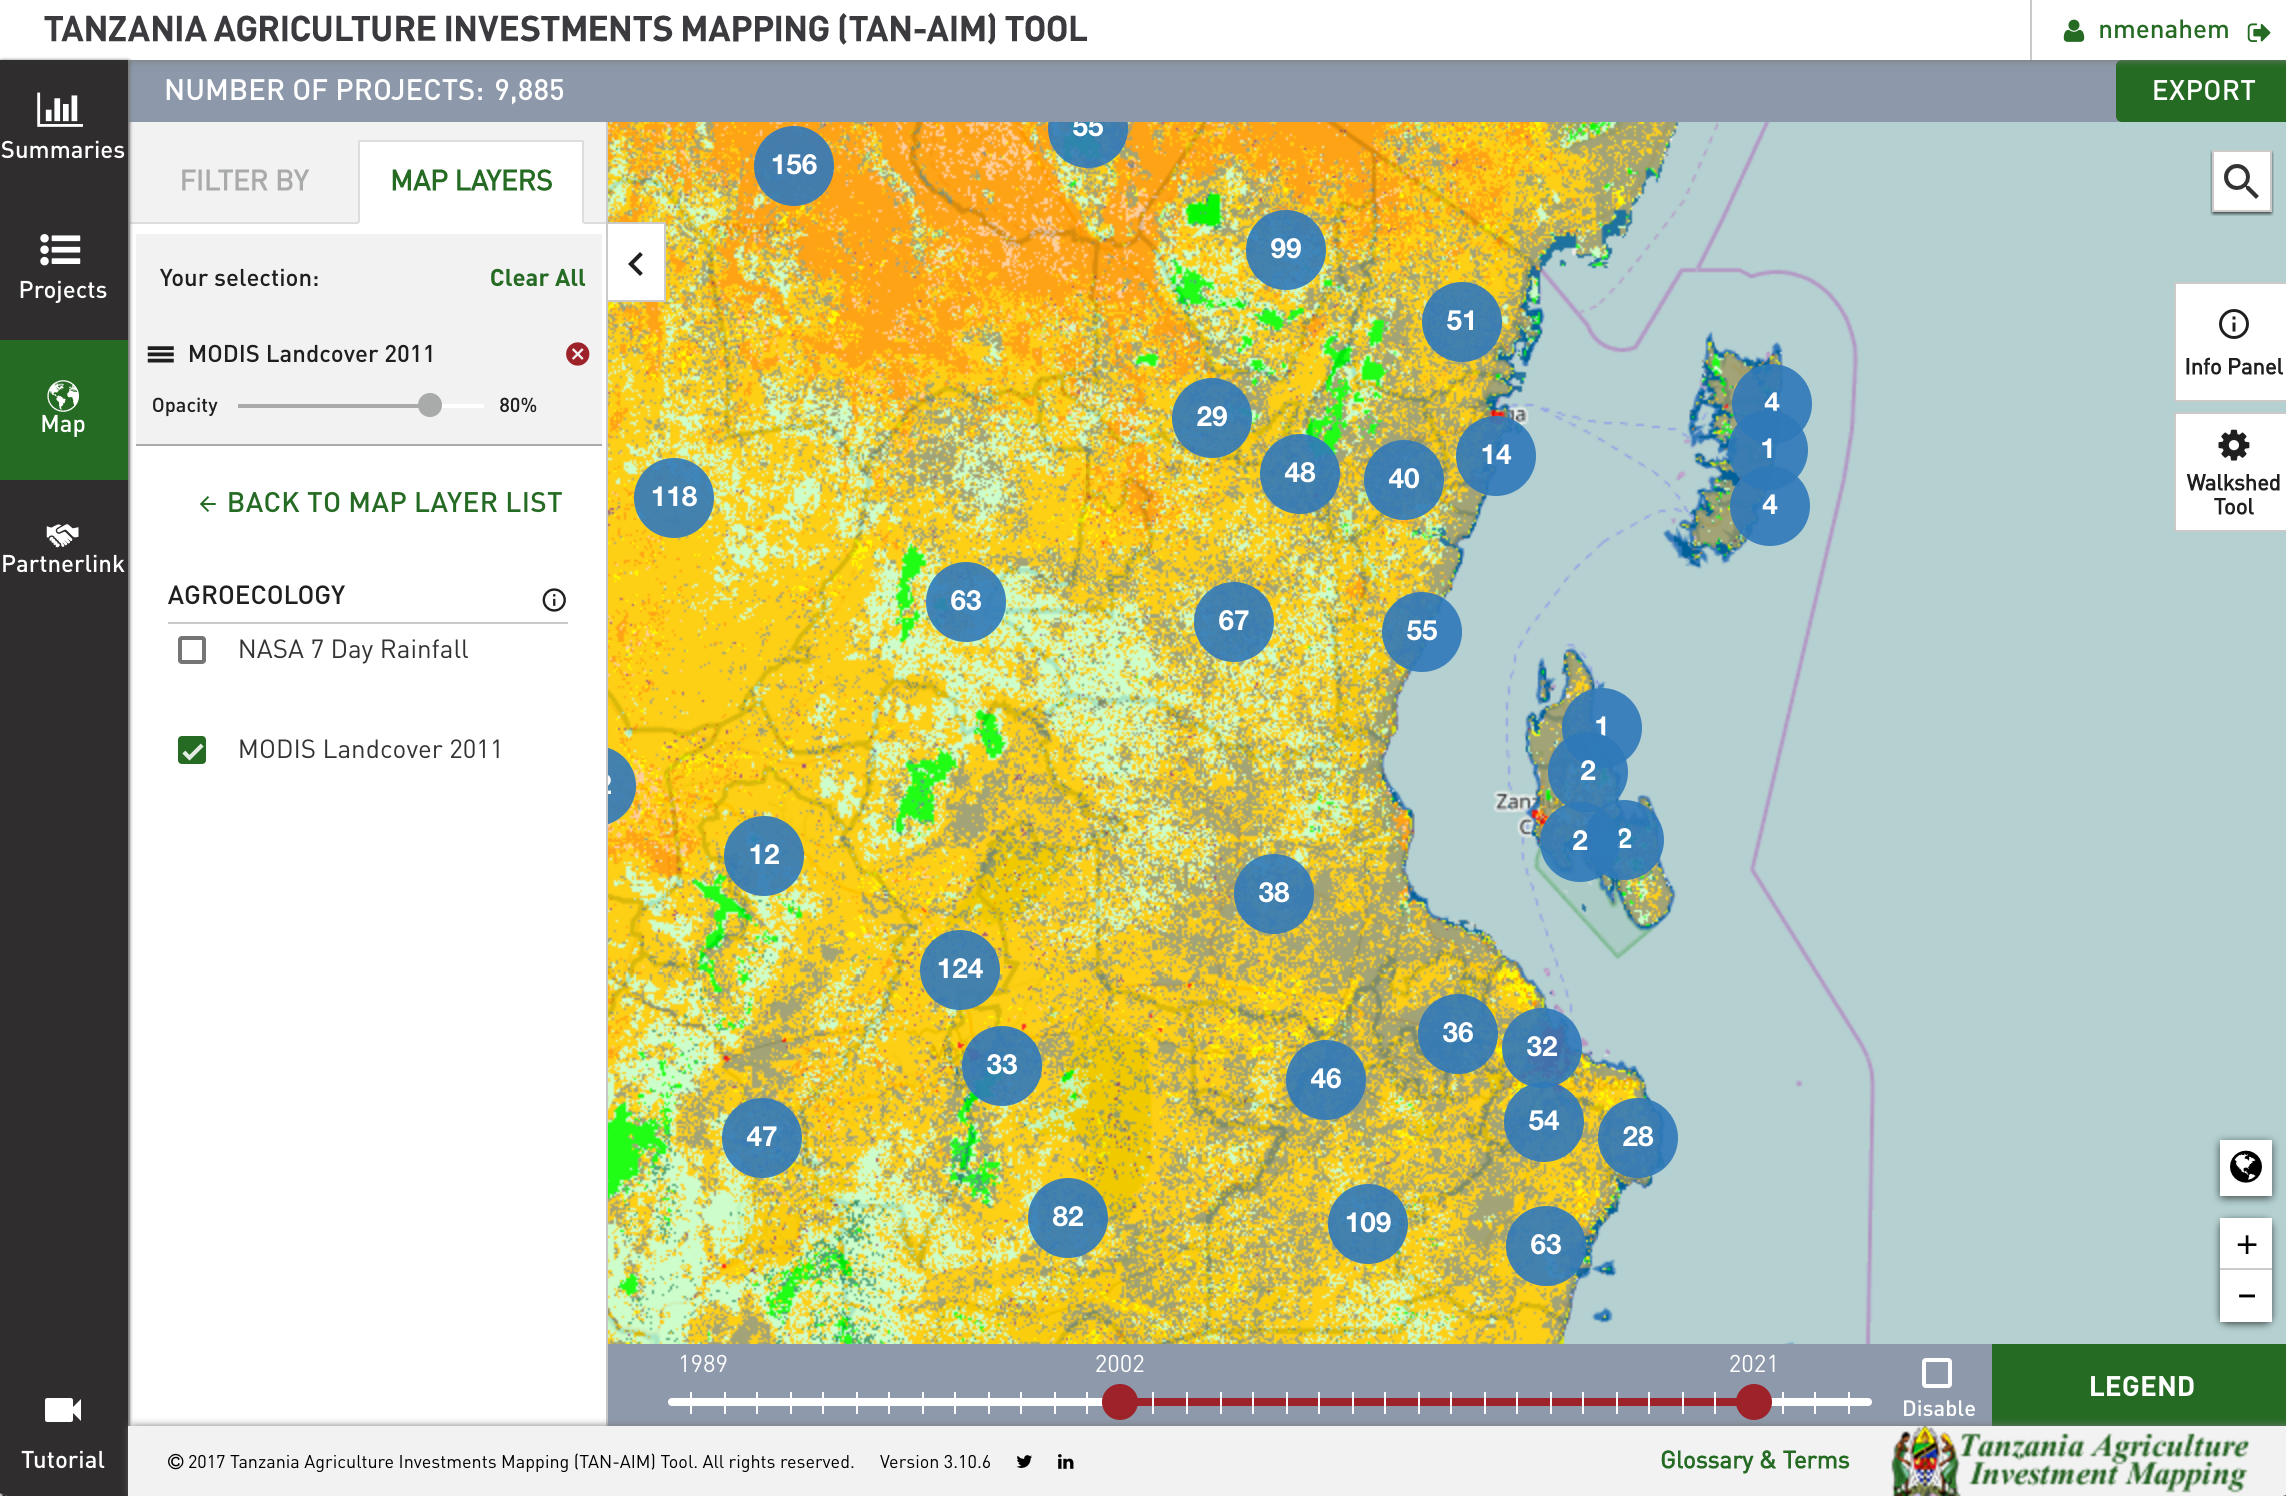 TANZANIA AGRICULTURE INVESTMENTS MAPPING (TAN-AIM) TOOL
nmenahem
NUMBER OF PROJECTS: 9,885
EXPORT
Summaries
Projects
Map
Partnerlink
Tutorial
FILTER BY
MAP LAYERS
Your selection:
Clear All
MODIS Landcover 2011
Opacity
80%
← BACK TO MAP LAYER LIST
AGROECOLOGY
NASA 7 Day Rainfall
MODIS Landcover 2011
55
156
99
51
29
48
40
14
118
4
1
4
63
67
55
1
2
2
2
12
38
124
36
32
33
46
54
28
47
82
109
63
Info Panel
Walkshed
Tool
+
−
1989
2002
2021
Disable
LEGEND
© 2017 Tanzania Agriculture Investments Mapping (TAN-AIM) Tool. All rights reserved.
Version 3.10.6
in
Glossary & Terms
Tanzania Agriculture
Investment Mapping